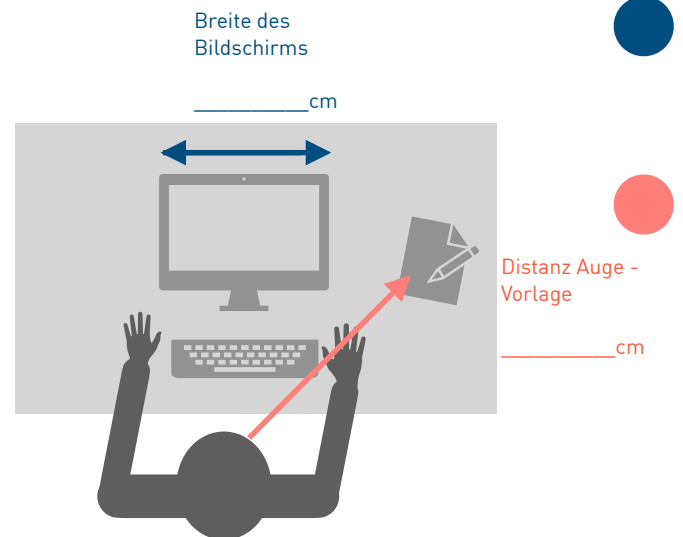 Breite des
Bildschirms
__________cm
Distanz Auge -
Vorlage
__________cm